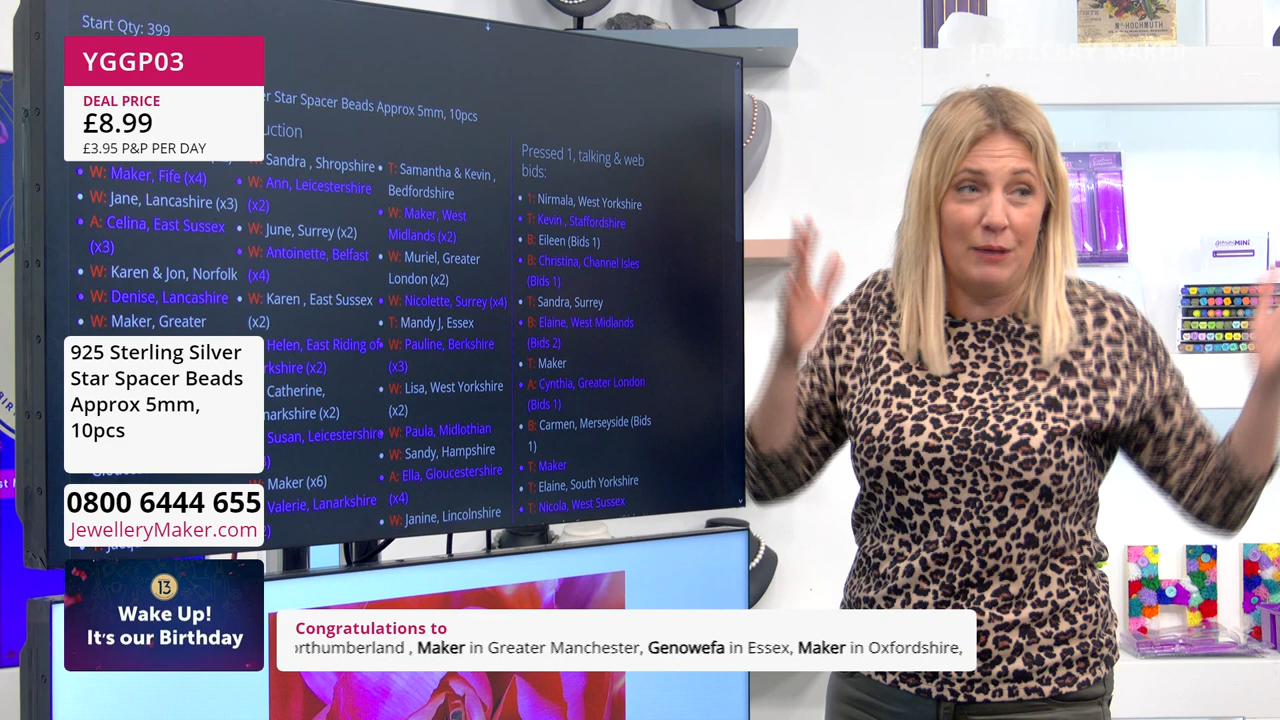 Start Qty: 399
YGGP03
DEAL PRICE
£8.99
£3.95 P&P PER DAY
r Star Spacer Beads Approx 5mm, 10pcs
uction
W: Maker, Fife (x4)
W: Jane, Lancashire (x3)
A: Celina, East Sussex
(x3)
W: Karen & Jon, Norfolk
W: Denise, Lancashire
W: Maker, Greater
W: Sandra , Shropshire
W: Ann, Leicestershire
(x2)
W: June, Surrey (x2)
W: Antoinette, Belfast
(x4)
W: Karen , East Sussex
(x2)
Helen, East Riding of
rkshire (x2)
Catherine,
narkshire (x2)
Susan, Leicestershire
Maker (x6)
Valerie, Lanarkshire
T: Samantha & Kevin ,
Bedfordshire
W: Maker, West
Midlands (x2)
W: Muriel, Greater
London (x2)
W: Nicolette, Surrey (x4)
T: Mandy J, Essex
W: Pauline, Berkshire
(x3)
W: Lisa, West Yorkshire
(x2)
W: Paula, Midlothian
W: Sandy, Hampshire
A: Ella, Gloucestershire
(x4)
W: Janine, Lincolnshire
Pressed 1, talking & web
bids:
1: Nirmala, West Yorkshire
T: Kevin , Staffordshire
B: Eileen (Bids 1)
B: Christina, Channel Isles
(Bids 1)
T: Sandra, Surrey
B: Elaine, West Midlands
(Bids 2)
T: Maker
A: Cynthia, Greater London
(Bids 1)
B: Carmen, Merseyside (Bids
1)
T: Maker
T: Elaine, South Yorkshire
T: Nicola, West Sussex
925 Sterling Silver
Star Spacer Beads
Approx 5mm,
10pcs
0800 6444 655
JewelleryMaker.com
13
Wake Up!
It's our Birthday
Congratulations to
orthumberland , Maker in Greater Manchester, Genowefa in Essex, Maker in Oxfordshire,
JEWELLERY MAKER
MINI